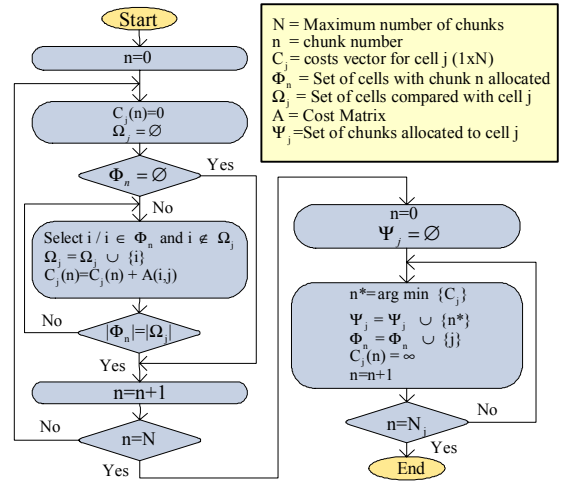 Start
n=0
C_j(n)=0
Ω_j = ∅
Φ_n = ∅
Yes
No
Select i / i ∈ Φ_n and i ∉ Ω_j
Ω_j = Ω_j ∪ {i}
C_j(n)=C_j(n) + A(i,j)
|Φ_n|=|Ω_j|
No
Yes
n=n+1
n=N
No
Yes
N = Maximum number of chunks
n = chunk number
C_j= costs vector for cell j (1xN)
Φ_n = Set of cells with chunk n allocated
Ω_j = Set of cells compared with cell j
A = Cost Matrix
Ψ_j=Set of chunks allocated to cell j
n=0
Ψ_j=∅
n*=arg min {C_j}
Ψ_j = Ψ_j ∪ {n*}
Φ_n = Φ_n ∪ {j}
C_j(n) = ∞
n=n+1
n=N_j
No
Yes
End